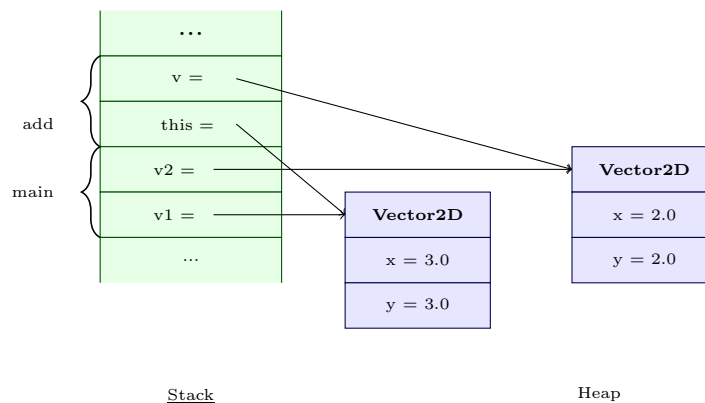 ...
v =
add
this =
v2 =
Vector2D
main
v1 =
Vector2D
x = 2.0
...
x = 3.0
y = 2.0
y = 3.0
Stack
Heap